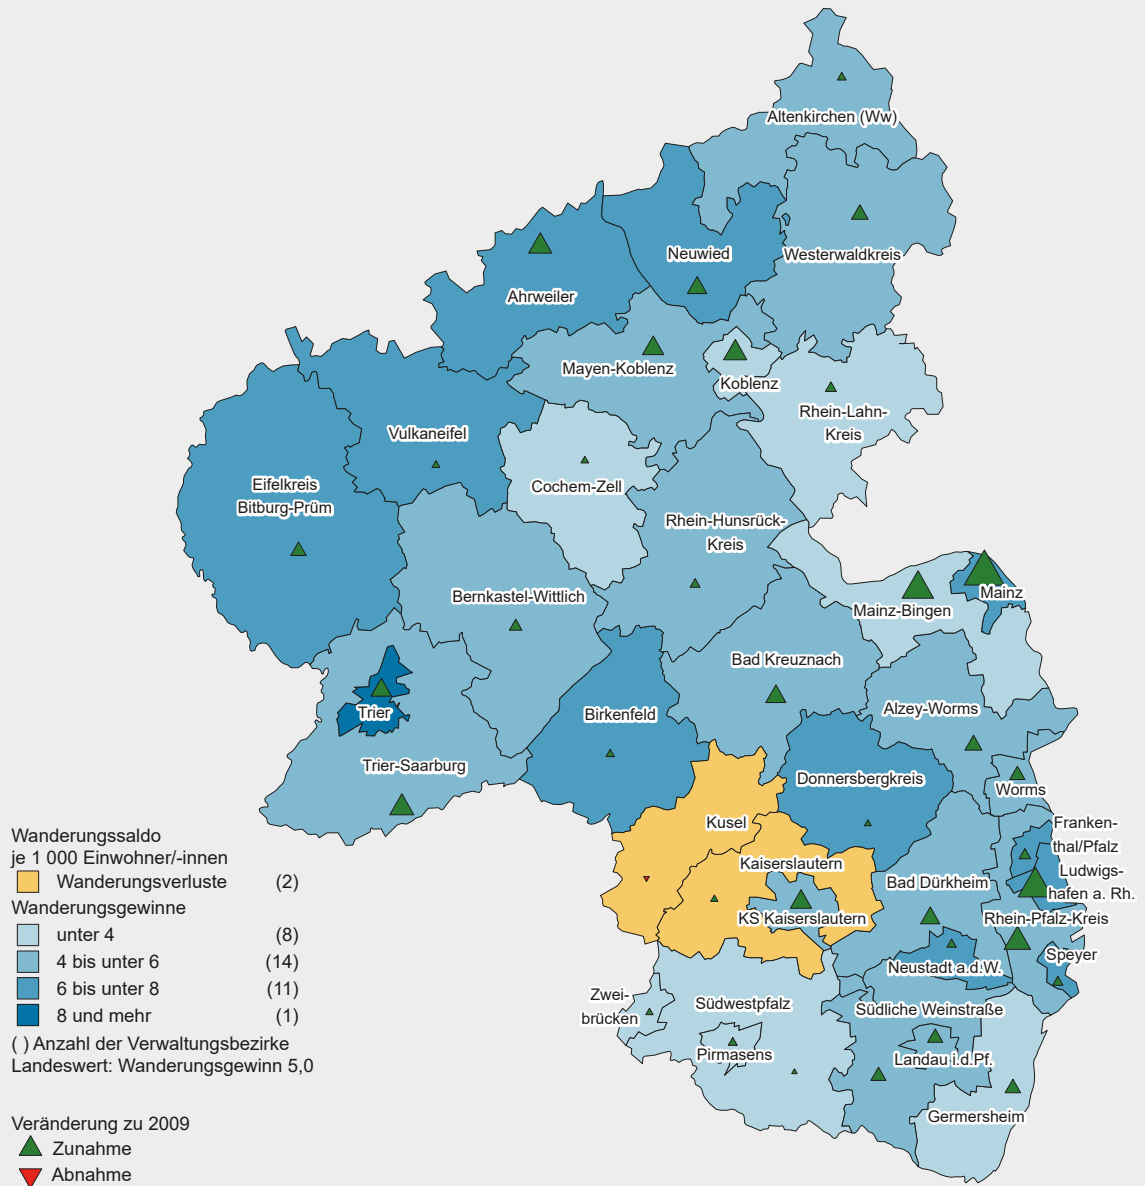 Altenkirchen (Ww)
Neuwied
Westerwaldkreis
Ahrweiler
Mayen-Koblenz
Koblenz
Rhein-Lahn-
Kreis
Vulkaneifel
Cochem-Zell
Eifelkreis
Bitburg-Prüm
Rhein-Hunsrück-
Kreis
Bernkastel-Wittlich
Mainz-Bingen
Mainz
Bad Kreuznach
Alzey-Worms
Trier
Birkenfeld
Trier-Saarburg
Donnersbergkreis
Worms
Kusel
Franken-
thal/Pfalz
Kaiserslautern
Ludwigs-
hafen a. Rh.
Bad Dürkheim
KS Kaiserslautern
Rhein-Pfalz-Kreis
Speyer
Neustadt a.d.W.
Zwei-
brücken
Südwestpfalz
Südliche Weinstraße
Pirmasens
Landau i.d.Pf.
Germersheim
Wanderungssaldo
je 1 000 Einwohner/-innen
Wanderungsverluste (2)
Wanderungsgewinne
unter 4 (8)
4 bis unter 6 (14)
6 bis unter 8 (11)
8 und mehr (1)
( ) Anzahl der Verwaltungsbezirke
Landeswert: Wanderungsgewinn 5,0
Veränderung zu 2009
Zunahme
Abnahme